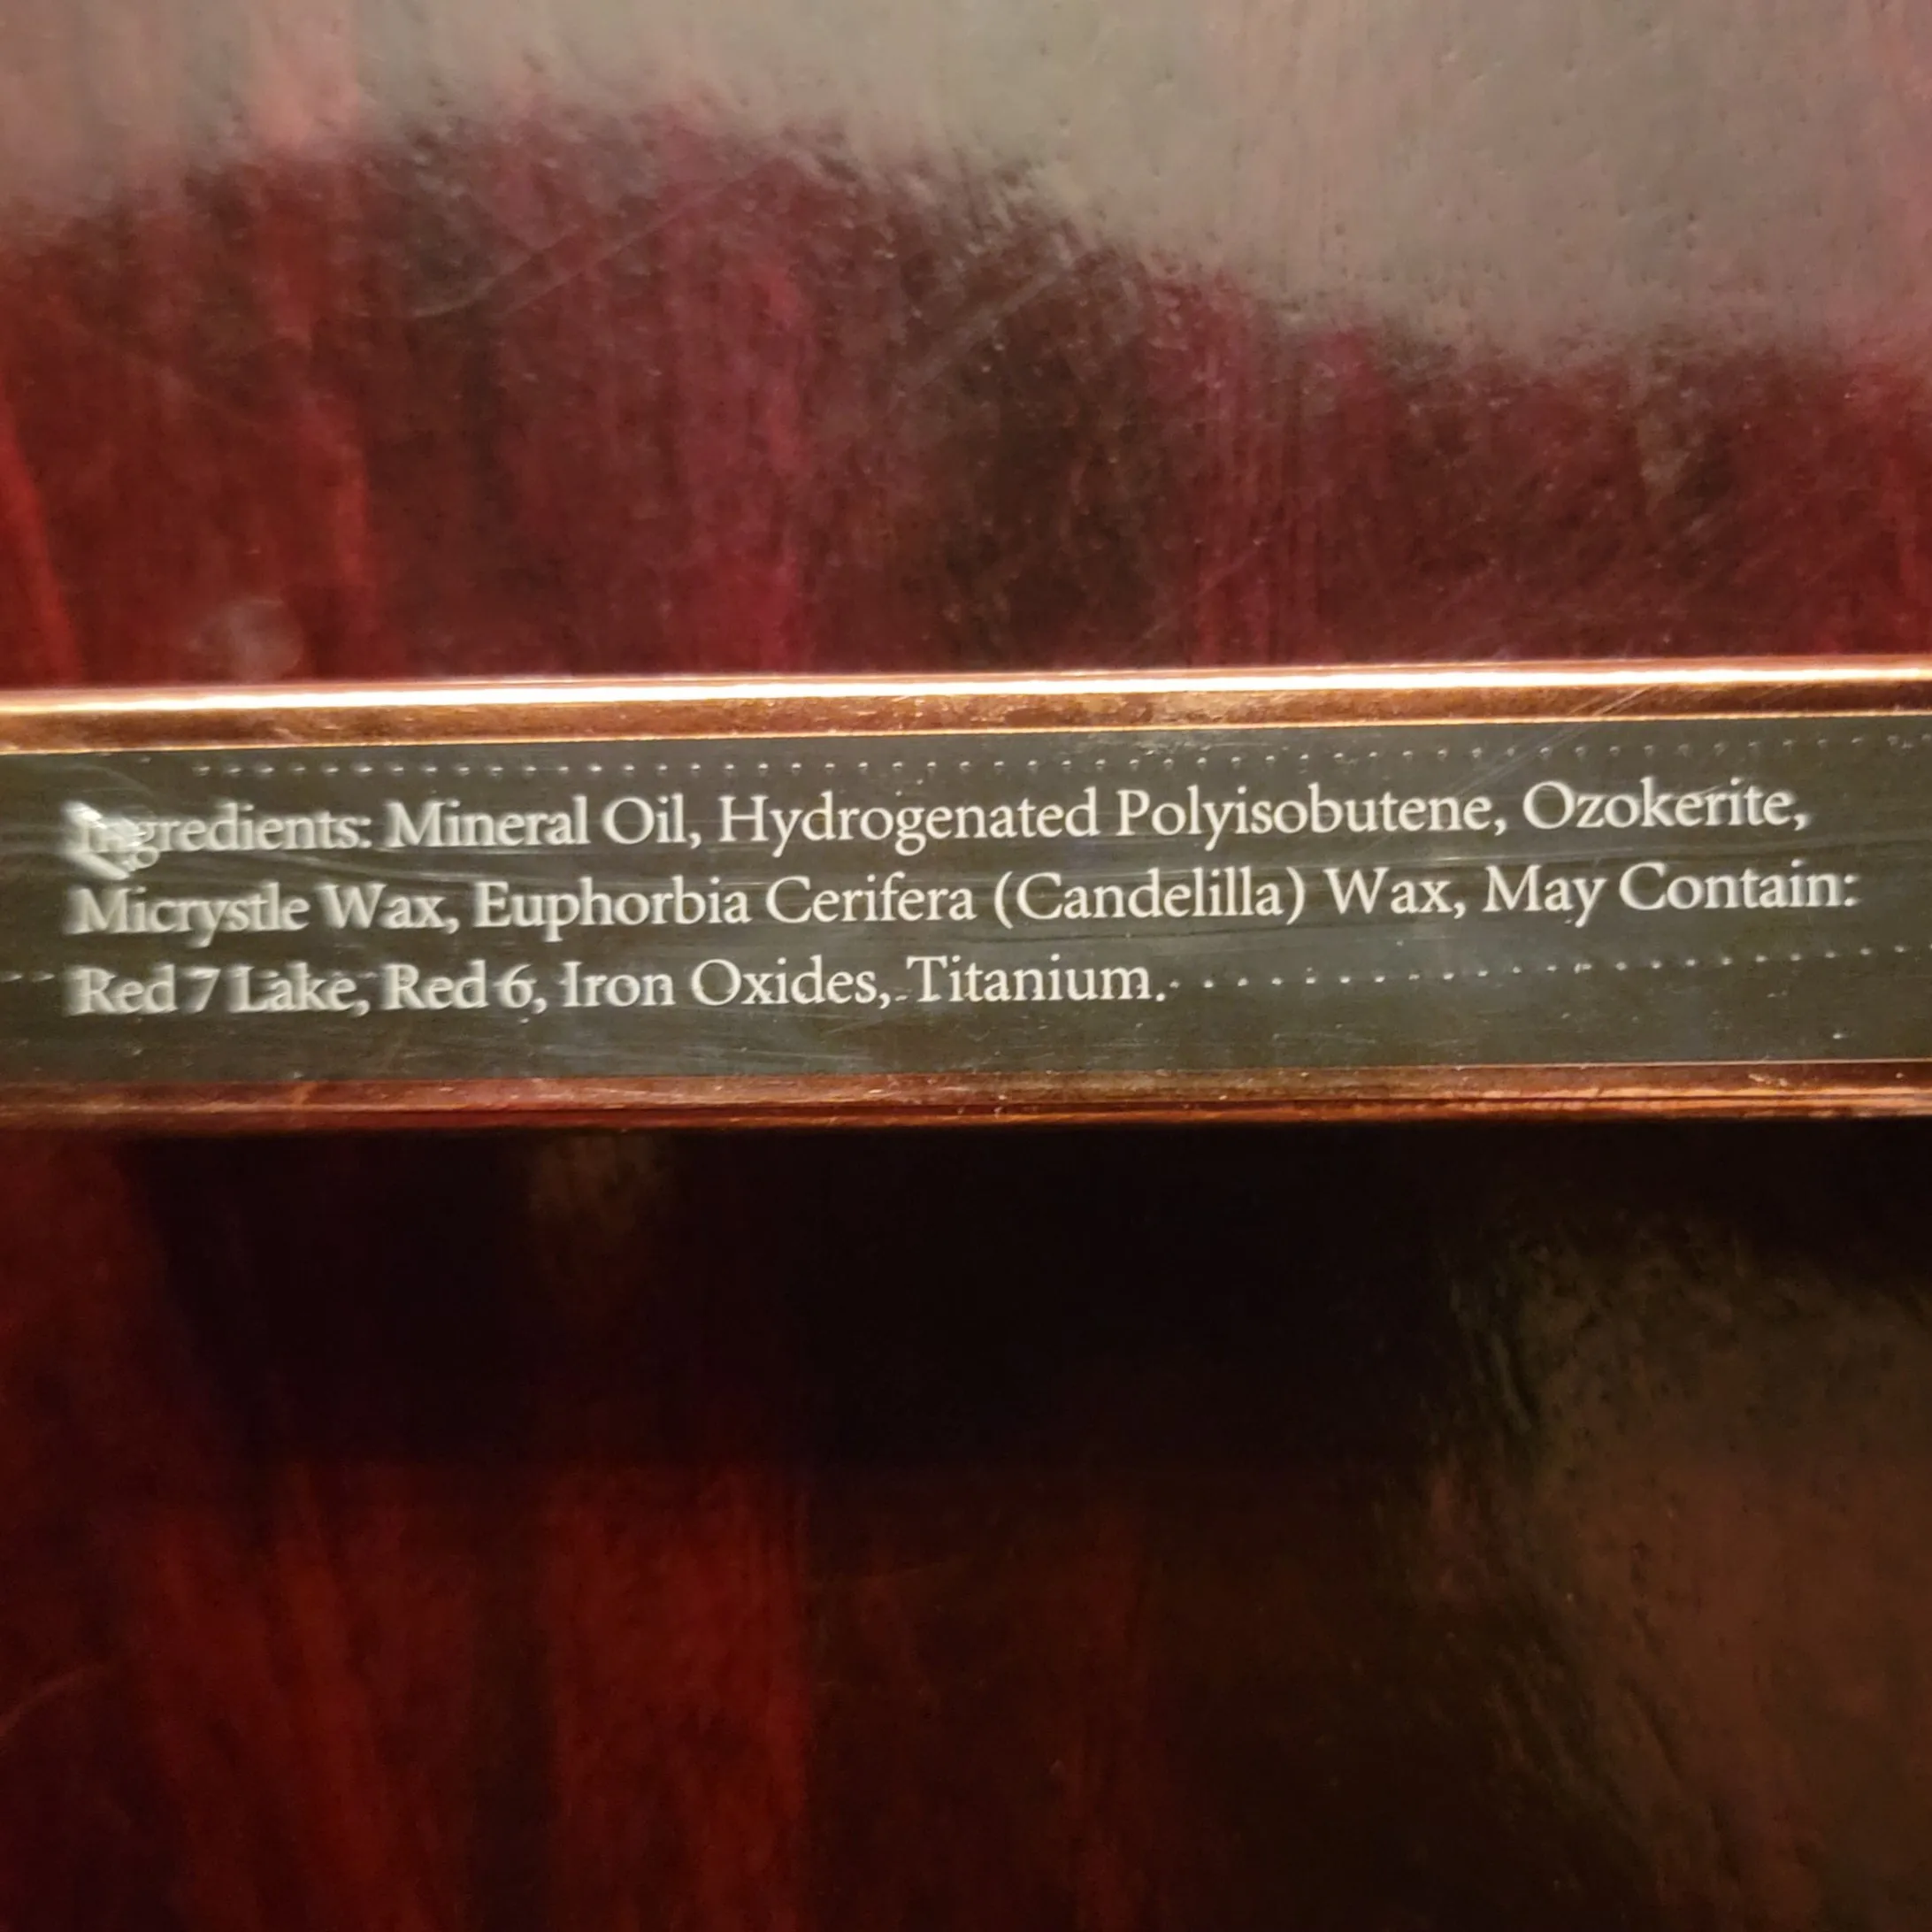 Ingredients: Mineral Oil, Hydrogenated Polyisobutene, Ozokerite,
Micrystle Wax, Euphorbia Cerifera (Candelilla) Wax, May Contain:
Red 7 Lake, Red 6, Iron Oxides, Titanium.